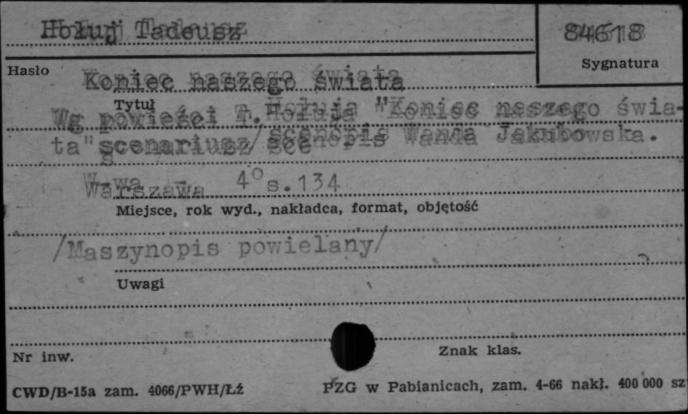 Hołuj Tadeusz
84618
Hasło
Sygnatura
Koniec naszego świata
Tytuł
Wg powieści T.Hołuja "Koniec naszego świa-
ta" scenariusz/scenopis Wanda Jakubowska.
Warszawa 4° s.134
Miejsce, rok wyd., nakładca, format, objętość
/Maszynopis powielany/
Uwagi
Nr inw.
Znak klas.
CWD/B-15a zam. 4066/PWH/Łź
PZG w Pabianicach, zam. 4-66 nakł. 400 000 sz